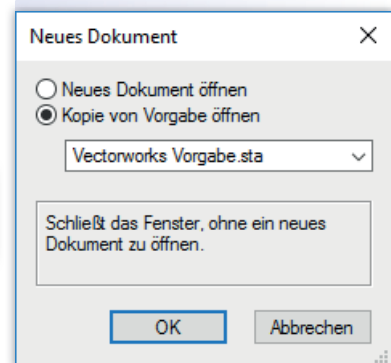 Neues Dokument
Neues Dokument öffnen
Kopie von Vorgabe öffnen
Vectorworks Vorgabe.sta
Schließt das Fenster, ohne ein neues
Dokument zu öffnen.
OK
Abbrechen